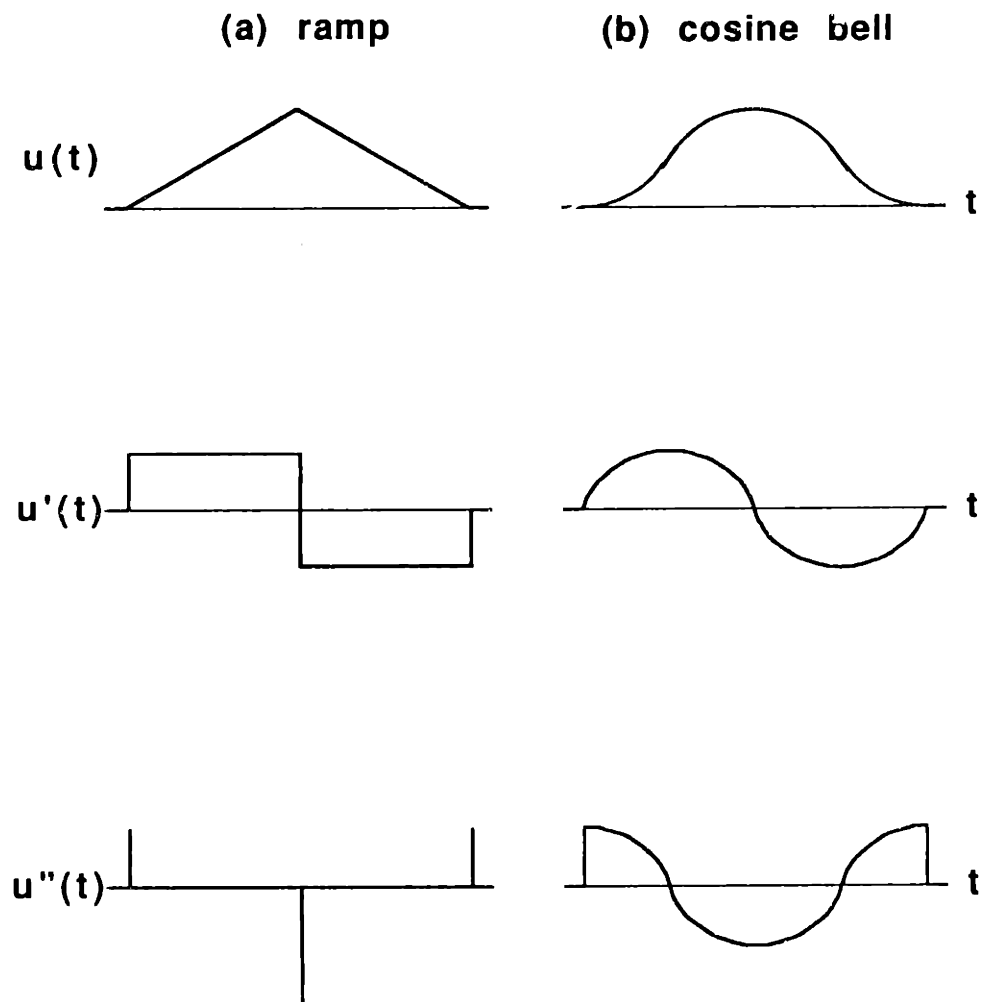 (a) ramp
(b) cosine bell
u(t)
t
u'(t)
t
u"(t)
t